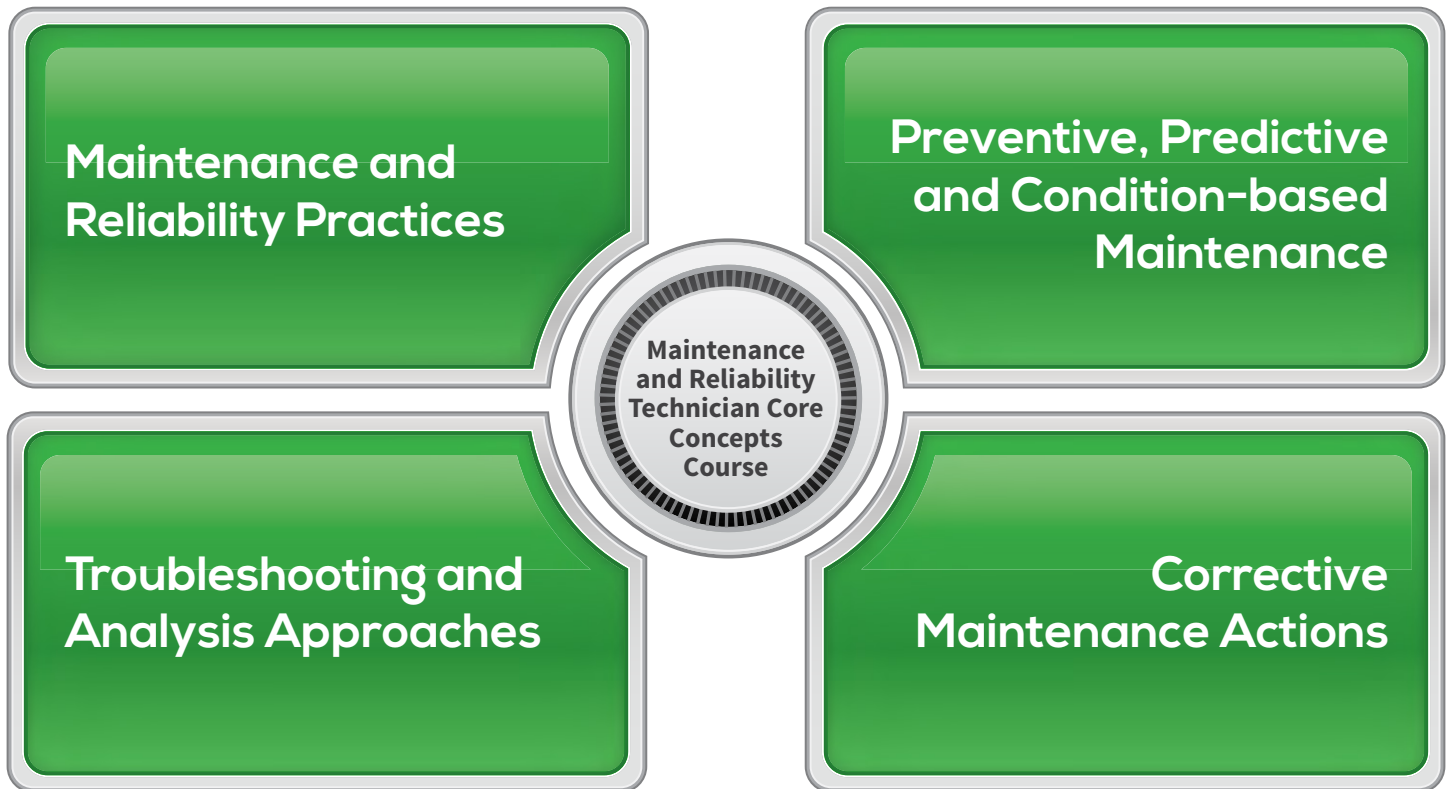 Maintenance and
Reliability Practices
Preventive, Predictive
and Condition-based
Maintenance
Maintenance
and Reliability
Technician Core
Concepts
Course
Troubleshooting and
Analysis Approaches
Corrective
Maintenance Actions